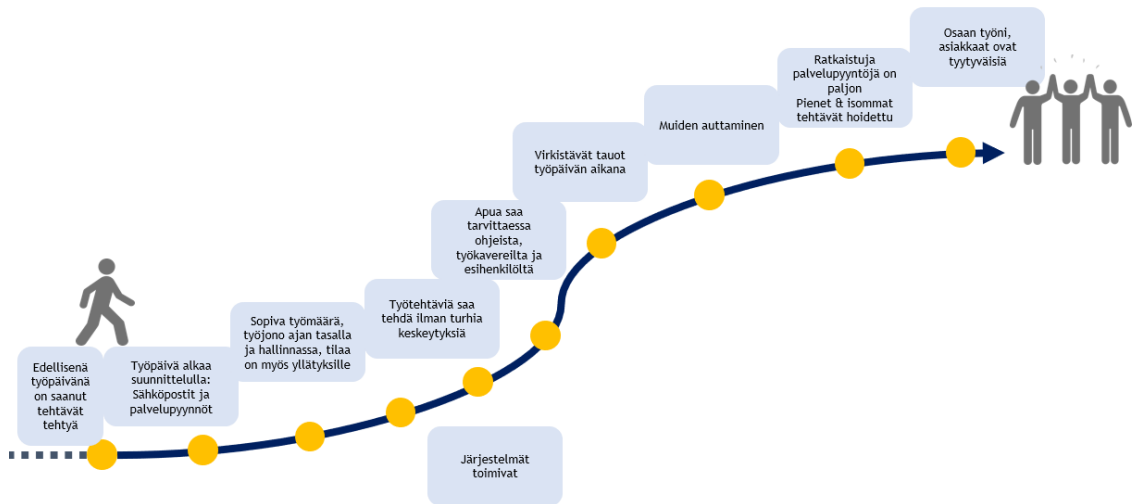 Edellisenä
työpäivänä
on saanut
tehtävät
tehtyä
Työpäivä alkaa
suunnittelulla:
Sähköpostit ja
palvelupyynnöt
Sopiva työmäärä,
työjono ajan tasalla
ja hallinnassa, tilaa
on myös yllätyksille
Työtehtäviä saa
tehdä ilman turhia
keskeytyksiä
Järjestelmät
toimivat
Apua saa
tarvittaessa
ohjeista,
työkavereilta ja
esihenkilöltä
Virkistävät tauot
työpäivän aikana
Muiden auttaminen
Ratkaistuja
palvelupyyntöjä on
paljon
Pienet & isommat
tehtävät hoidettu
Osaan työni,
asiakkaat ovat
tyytyväisiä